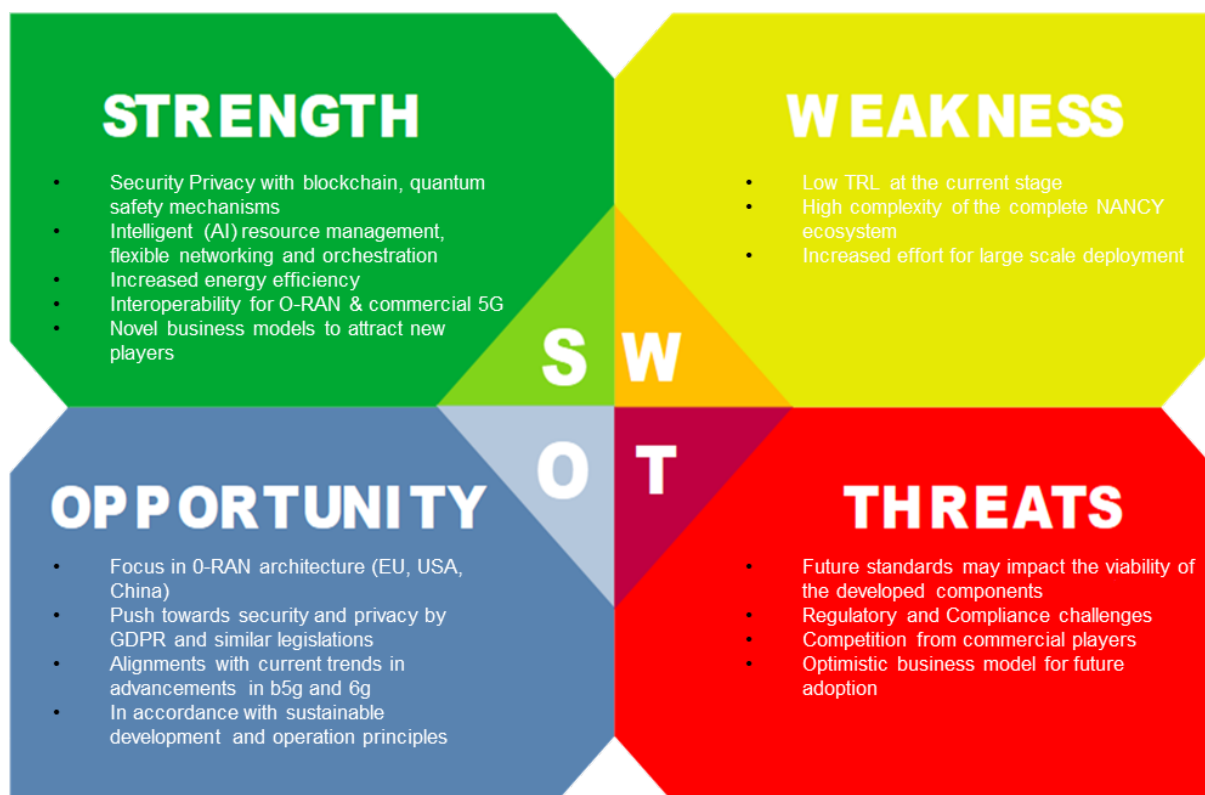 STRENGTH
• Security Privacy with blockchain, quantum
safety mechanisms
• Intelligent (AI) resource management,
flexible networking and orchestration
• Increased energy efficiency
• Interoperability for O-RAN & commercial 5G
• Novel business models to attract new
players
WEAKNESS
• Low TRL at the current stage
• High complexity of the complete NANCY
ecosystem
• Increased effort for large scale deployment
S W
O T
OPPORTUNITY
• Focus in 0-RAN architecture (EU, USA,
China)
• Push towards security and privacy by
GDPR and similar legislations
• Alignments with current trends in
advancements in b5g and 6g
• In accordance with sustainable
development and operation principles
THREATS
• Future standards may impact the viability of
the developed components
• Regulatory and Compliance challenges
• Competition from commercial players
• Optimistic business model for future
adoption